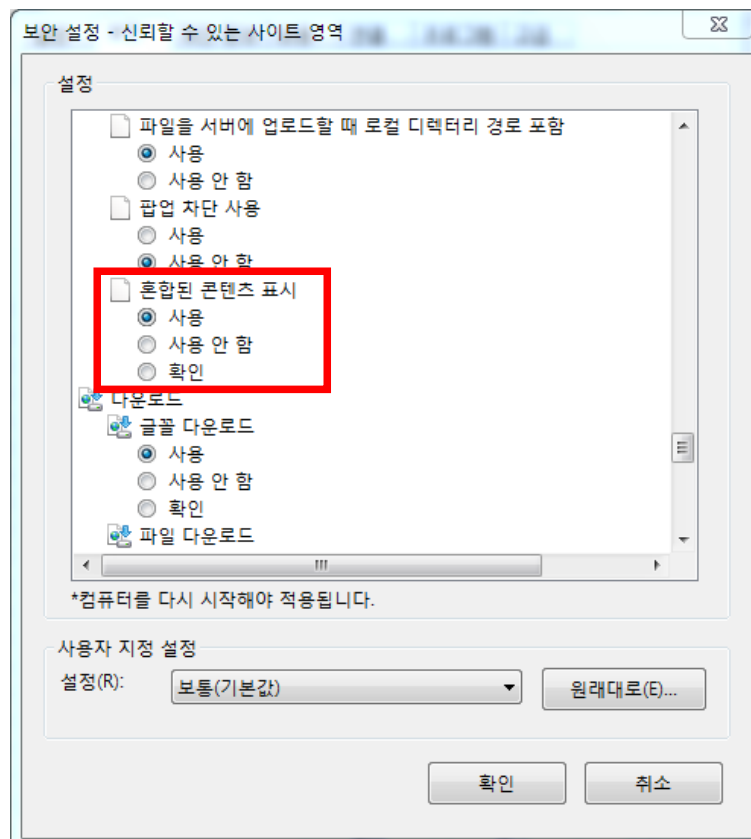 보안 설정 - 신뢰할 수 있는 사이트 영역
설정
파일을 서버에 업로드할 때 로컬 디렉터리 경로 포함
사용
사용 안 함
팝업 차단 사용
사용
사용 안 함
혼합된 콘텐츠 표시
사용
사용 안 함
확인
다운로드
글꼴 다운로드
사용
사용 안 함
확인
파일 다운로드
*컴퓨터를 다시 시작해야 적용됩니다.
사용자 지정 설정
설정(R):
보통(기본값)
원래대로(E)...
확인
취소